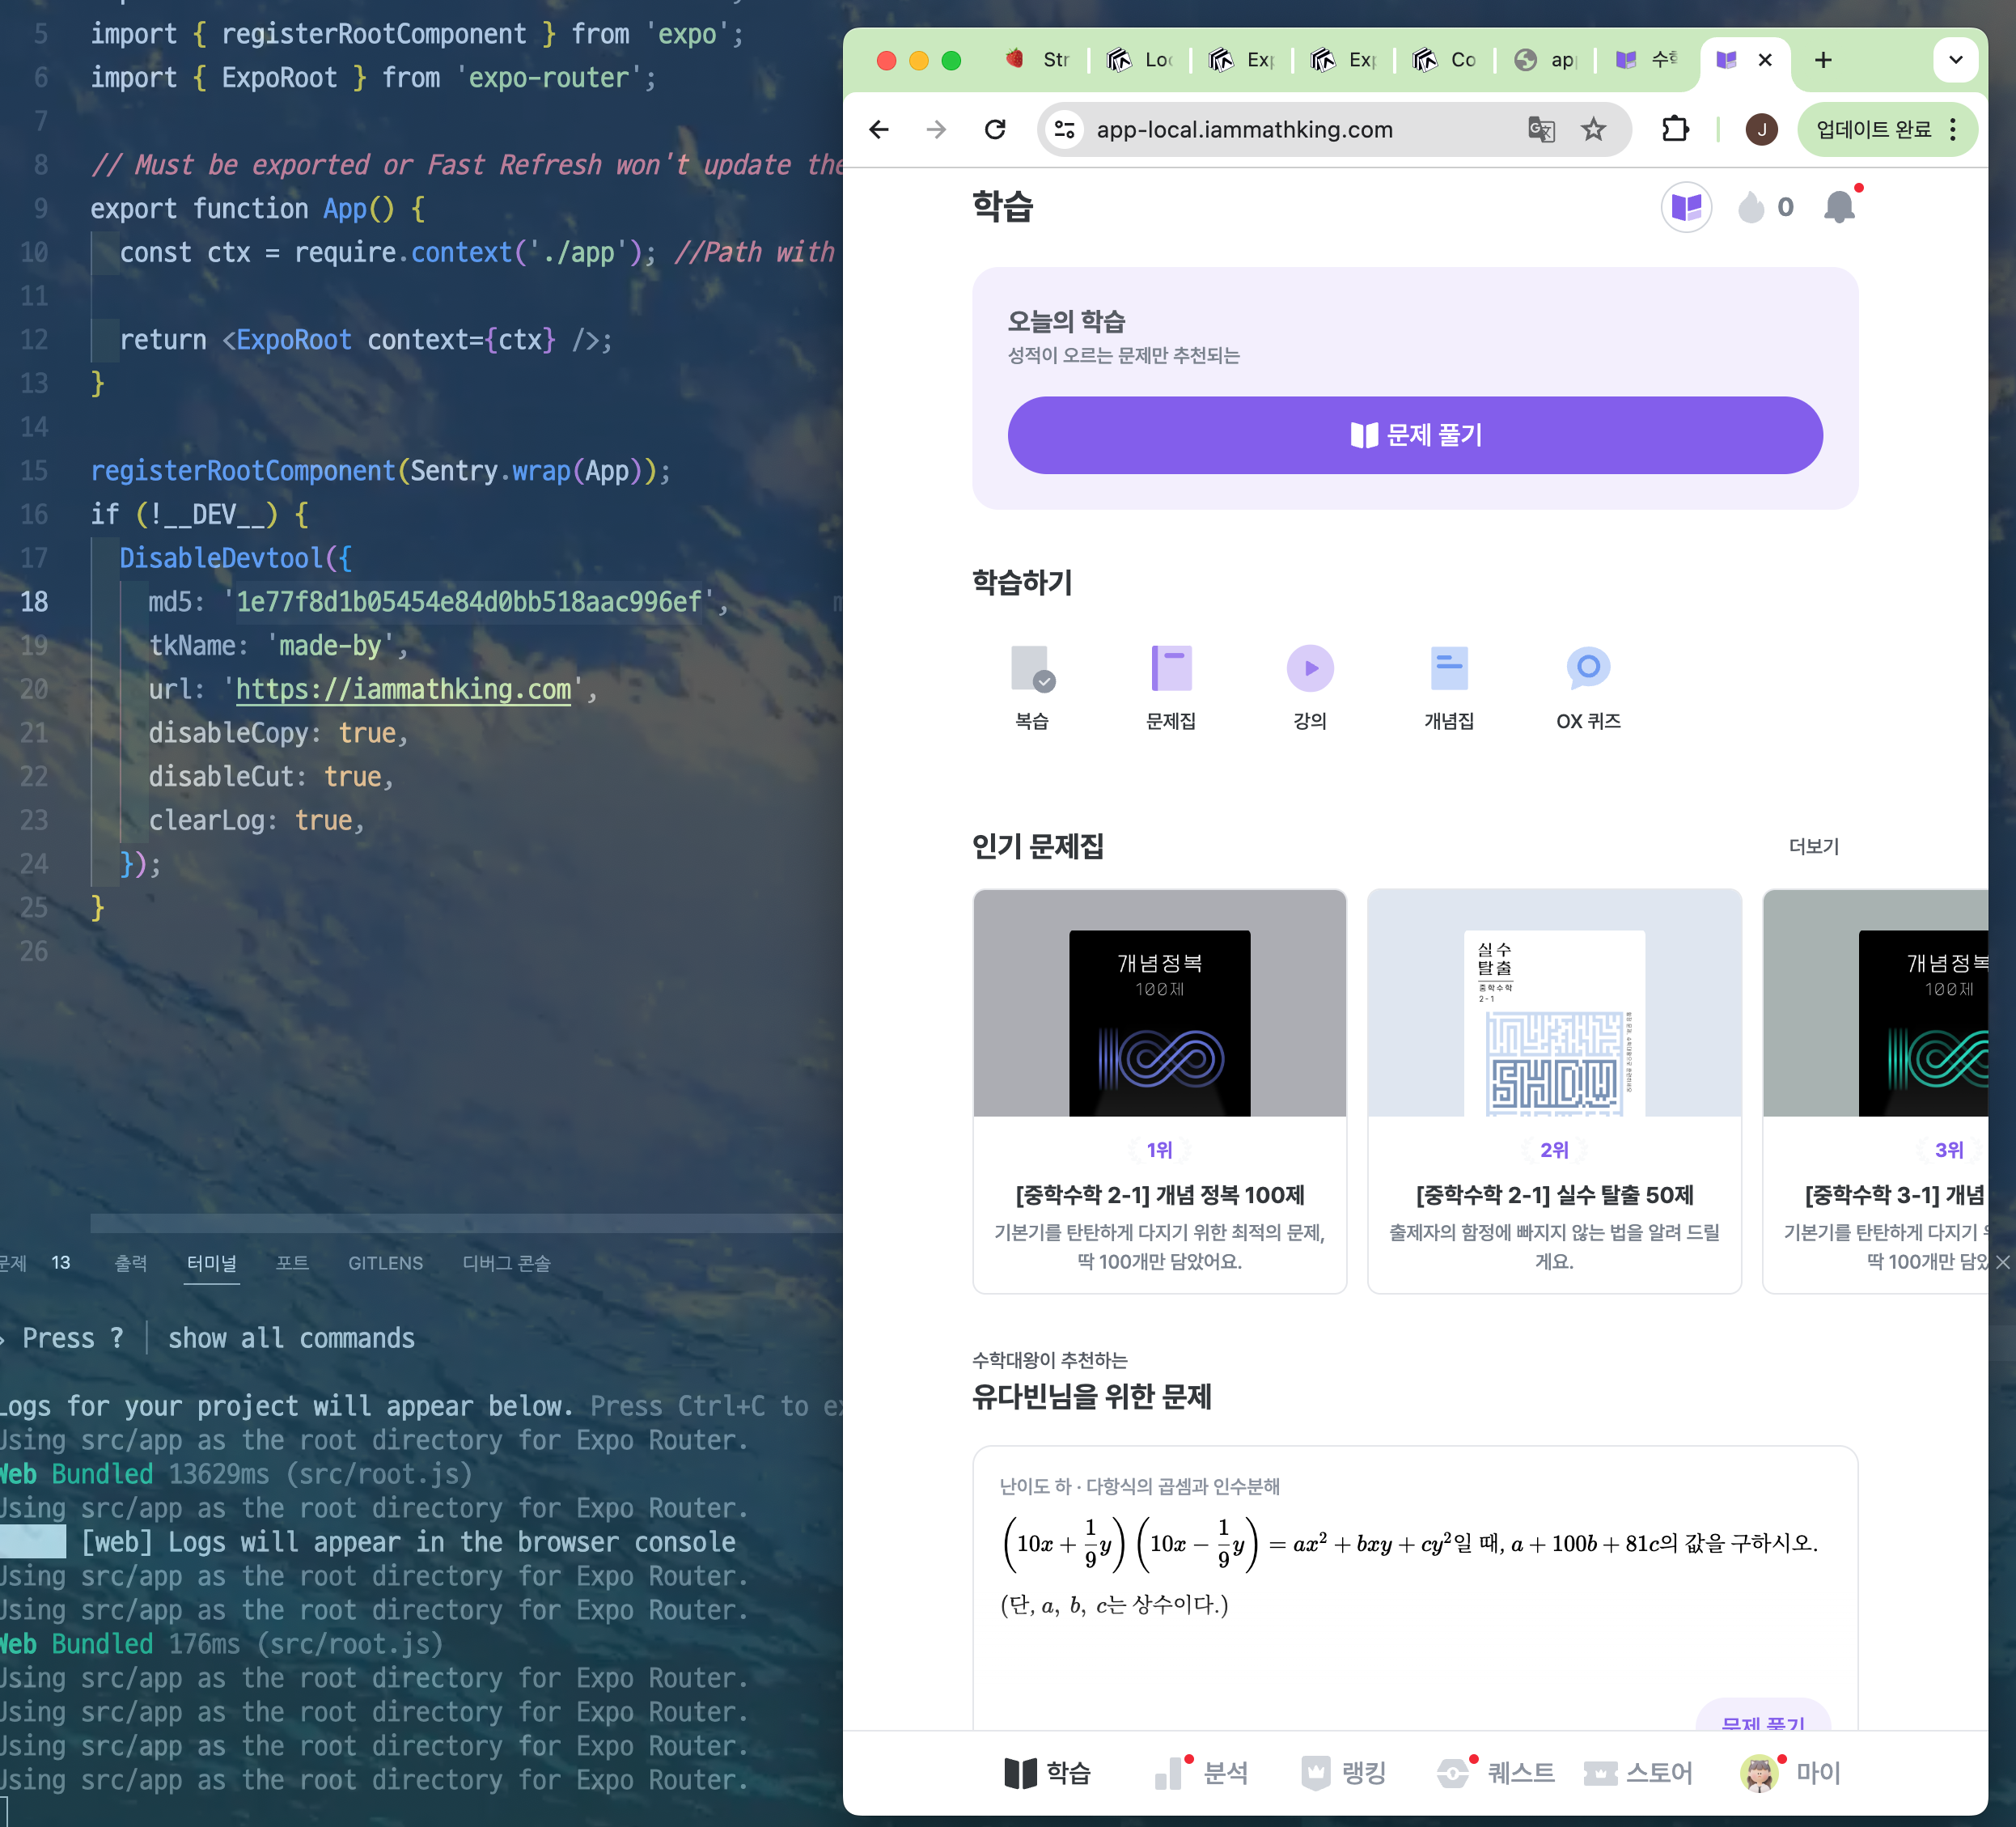 5 import { registerRootComponent } from 'expo';
6 import { ExpoRoot } from 'expo-router';
7
8 // Must be exported or Fast Refresh won't update the
9 export function App() {
10 const ctx = require.context('./app'); //Path with
11
12 return <ExpoRoot context={ctx} />;
13 }
14
15 registerRootComponent(Sentry.wrap(App));
16 if (!__DEV__) {
17 DisableDevtool({
18 md5: '1e77f8d1b05454e84d0bb518aac996ef',
19 tkName: 'made-by',
20 url: 'https://iammathking.com',
21 disableCopy: true,
22 disableCut: true,
23 clearLog: true,
24 });
25 }
26
문제 13 출력 터미널 포트 GITLENS 디버그 콘솔
› Press ? │ show all commands
Logs for your project will appear below. Press Ctrl+C to ex
Using src/app as the root directory for Expo Router.
Web Bundled 13629ms (src/root.js)
Using src/app as the root directory for Expo Router.
[web] Logs will appear in the browser console
Using src/app as the root directory for Expo Router.
Using src/app as the root directory for Expo Router.
Web Bundled 176ms (src/root.js)
Using src/app as the root directory for Expo Router.
Using src/app as the root directory for Expo Router.
Using src/app as the root directory for Expo Router.
Using src/app as the root directory for Expo Router.
Str Loc Exp Exp Co app 수학
app-local.iammathking.com J 업데이트 완료
학습 0
오늘의 학습
성적이 오르는 문제만 추천되는
문제 풀기
학습하기
복습 문제집 강의 개념집 OX 퀴즈
인기 문제집 더보기
개념정복
100제
1위
[중학수학 2-1] 개념 정복 100제
기본기를 탄탄하게 다지기 위한 최적의 문제,
딱 100개만 담았어요.
실수
탈출
중학수학
2-1
SHOW
2위
[중학수학 2-1] 실수 탈출 50제
출제자의 함정에 빠지지 않는 법을 알려 드릴
게요.
개념정복
100제
3위
[중학수학 3-1] 개념
기본기를 탄탄하게 다지기 위
딱 100개만 담았
수학대왕이 추천하는
유다빈님을 위한 문제
난이도 하 · 다항식의 곱셈과 인수분해
(10x + 1/9 y)(10x − 1/9 y) = ax² + bxy + cy²일 때, a + 100b + 81c의 값을 구하시오.
(단, a, b, c는 상수이다.)
문제 풀기
학습 분석 랭킹 퀘스트 스토어 마이